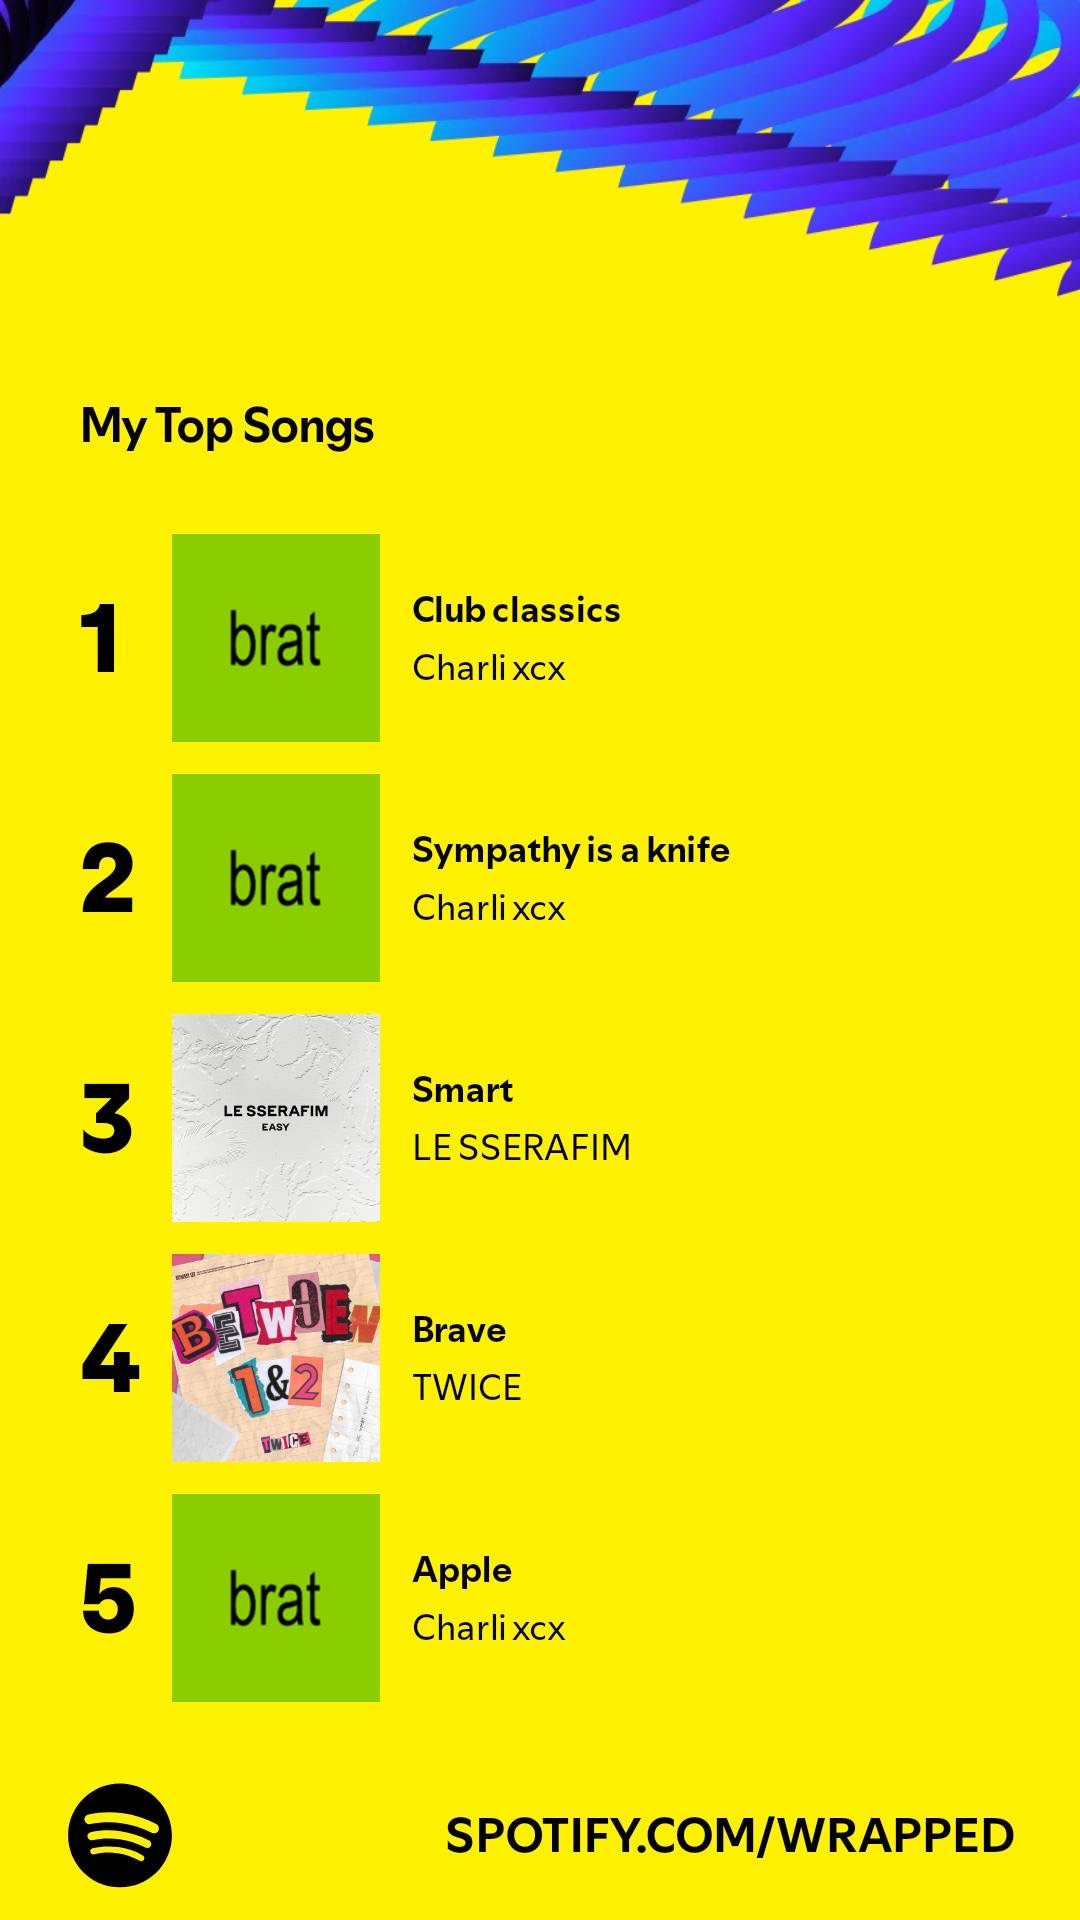 My Top Songs
1
brat
Club classics
Charli xcx
2
brat
Sympathy is a knife
Charli xcx
3
LE SSERAFIM
EASY
Smart
LE SSERAFIM
4
BETWEEN
1&2
TWICE
Brave
TWICE
5
brat
Apple
Charli xcx
SPOTIFY.COM/WRAPPED